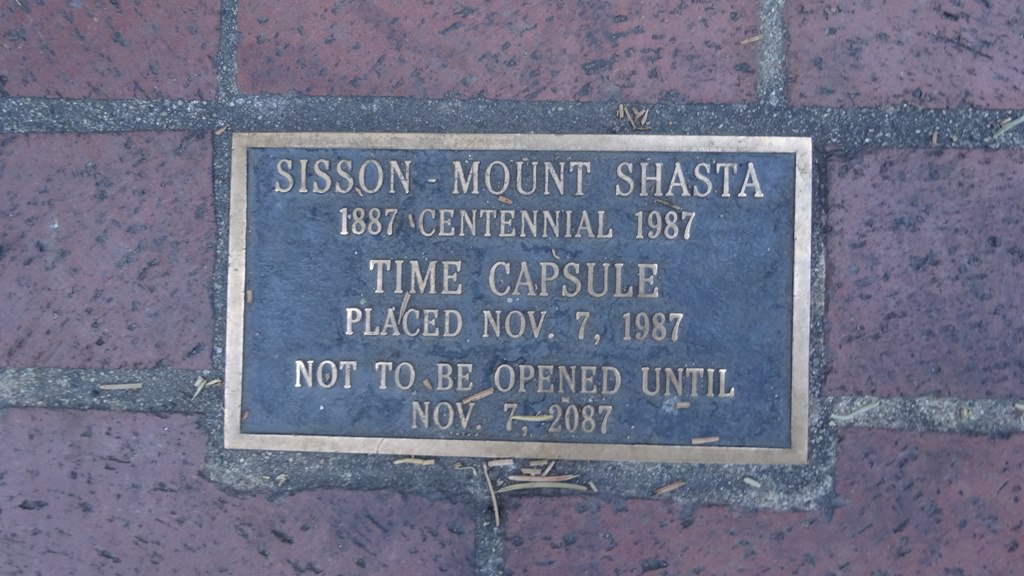 SISSON - MOUNT SHASTA
1887 CENTENNIAL 1987
TIME CAPSULE
PLACED NOV. 7, 1987
NOT TO BE OPENED UNTIL
NOV. 7, 2087